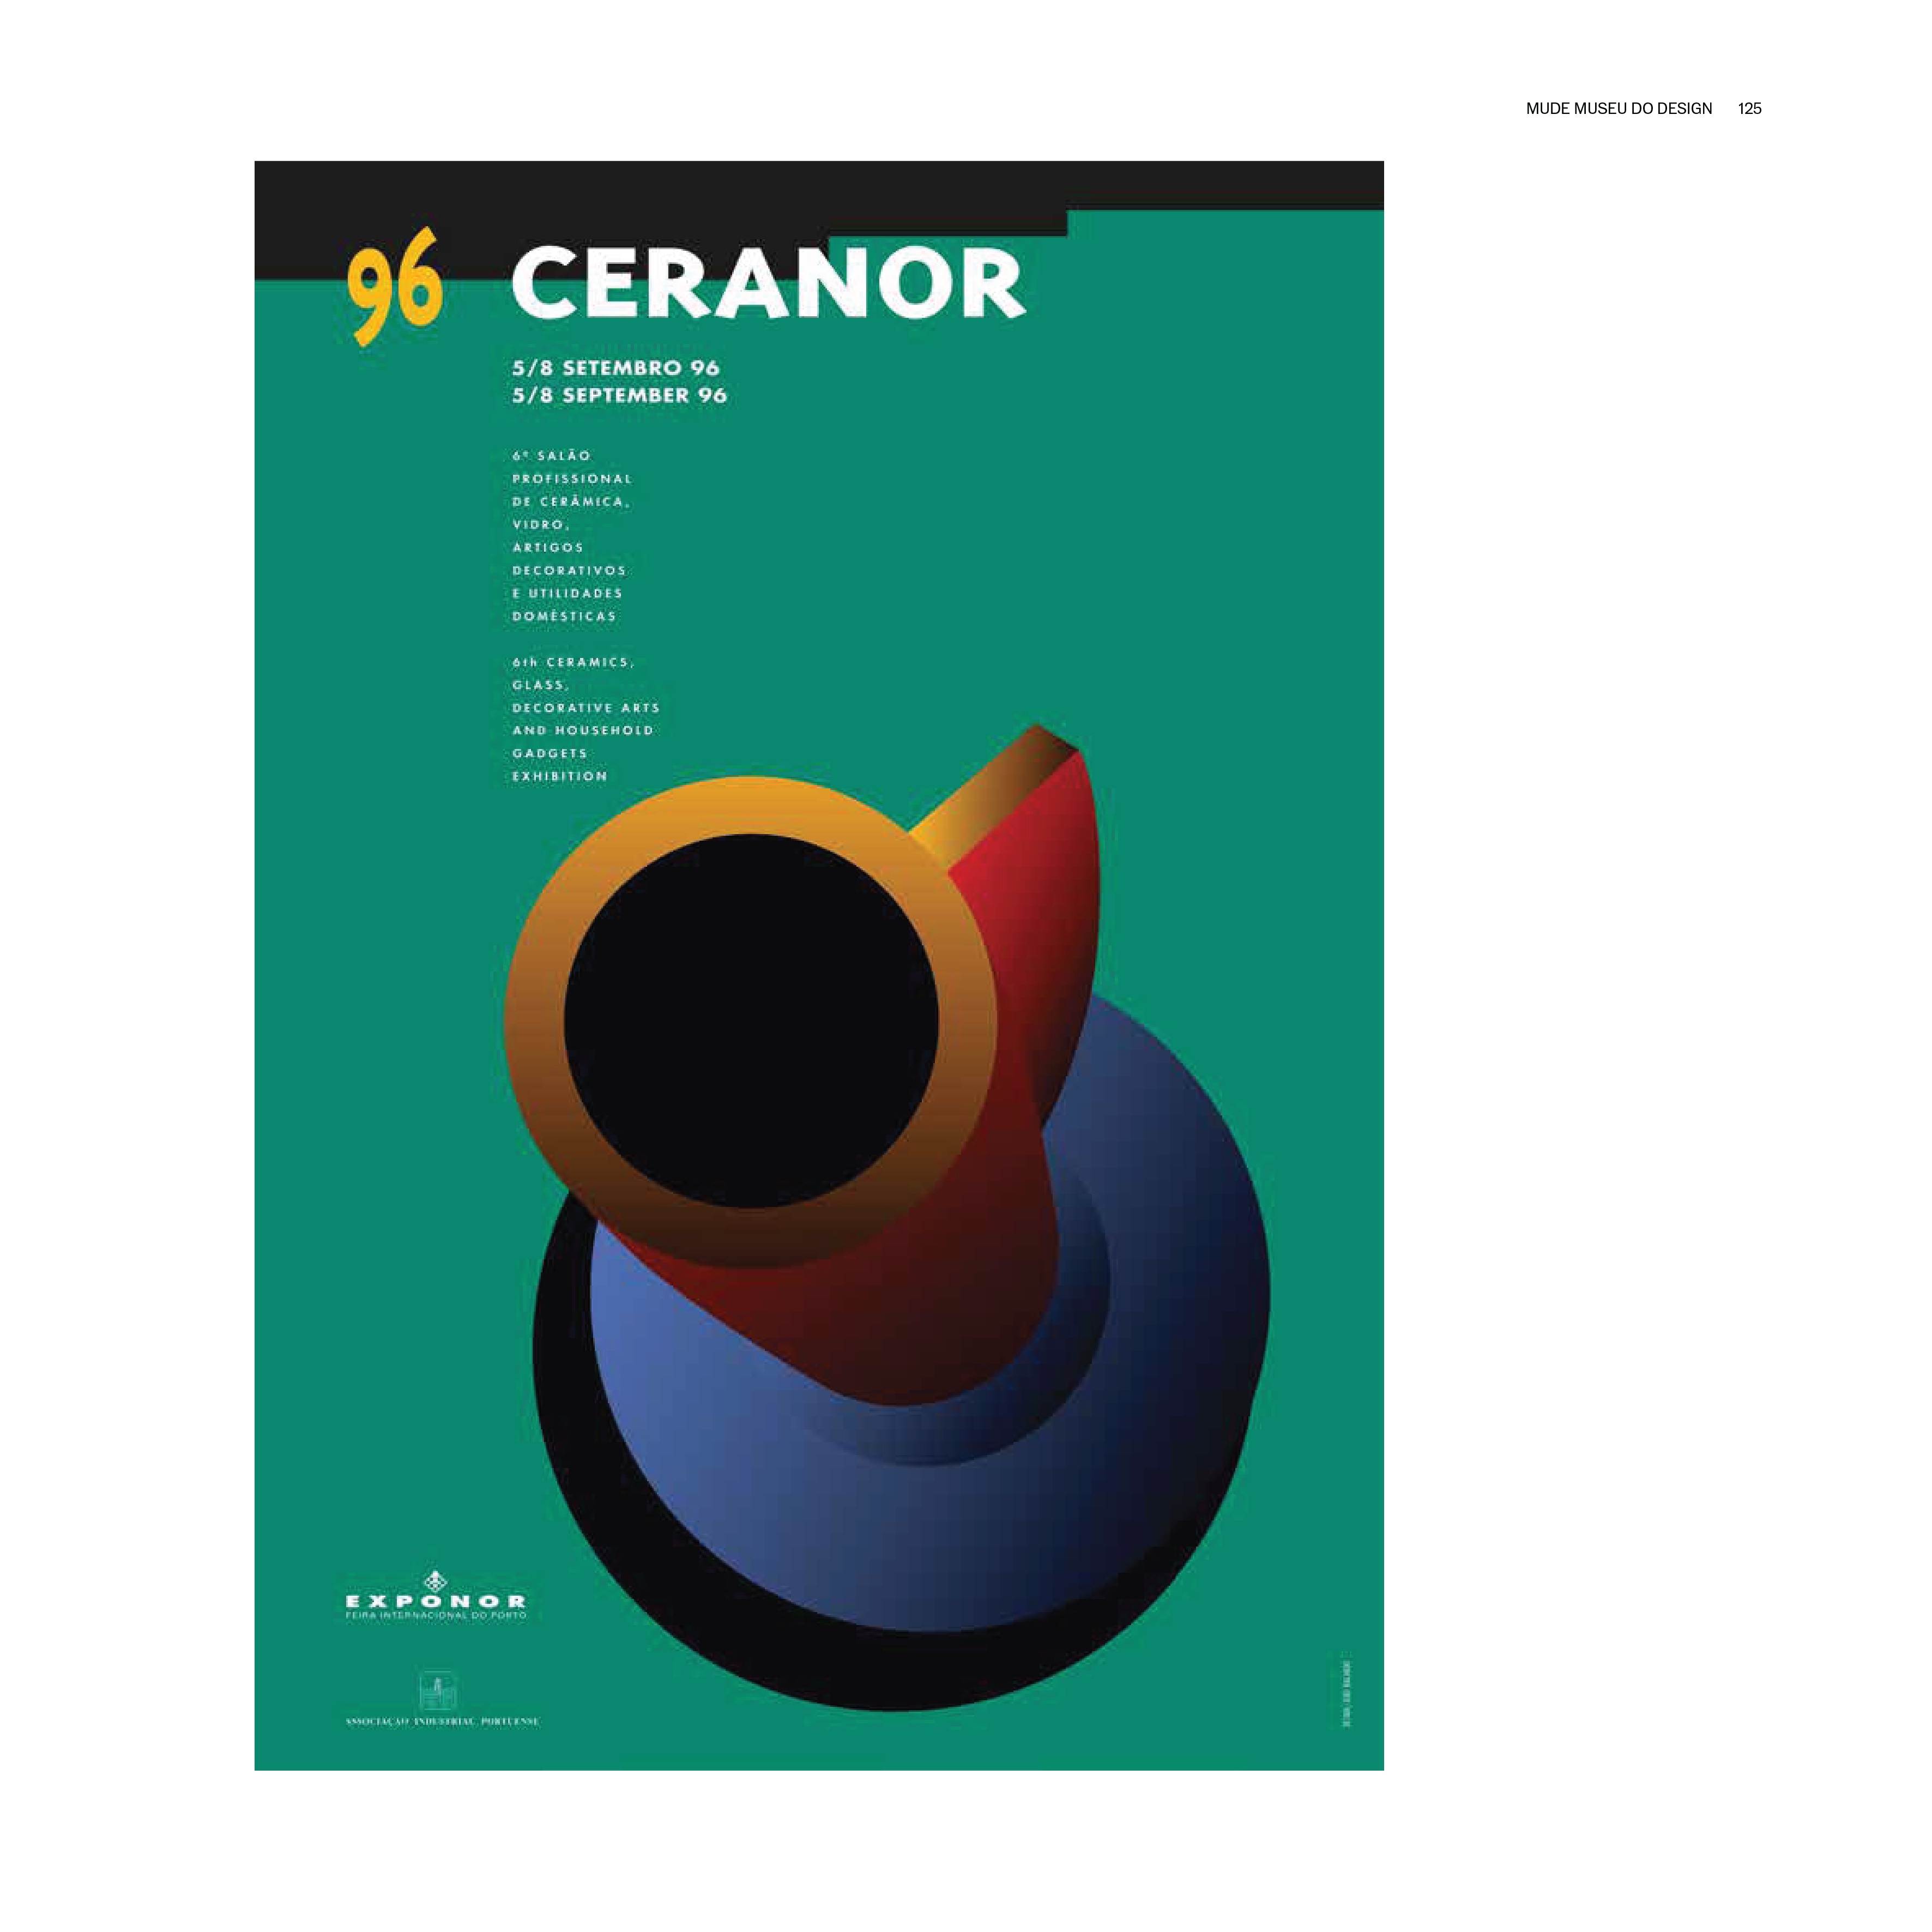 MUDE MUSEU DO DESIGN 125
96 CERANOR
5/8 SETEMBRO 96
5/8 SEPTEMBER 96
6º SALÃO
PROFISSIONAL
DE CERÂMICA,
VIDRO,
ARTIGOS
DECORATIVOS
E UTILIDADES
DOMÉSTICAS
6th CERAMICS,
GLASS,
DECORATIVE ARTS
AND HOUSEHOLD
GADGETS
EXHIBITION
EXPONOR
FEIRA INTERNACIONAL DO PORTO
ASSOCIAÇÃO INDUSTRIAL PORTUENSE